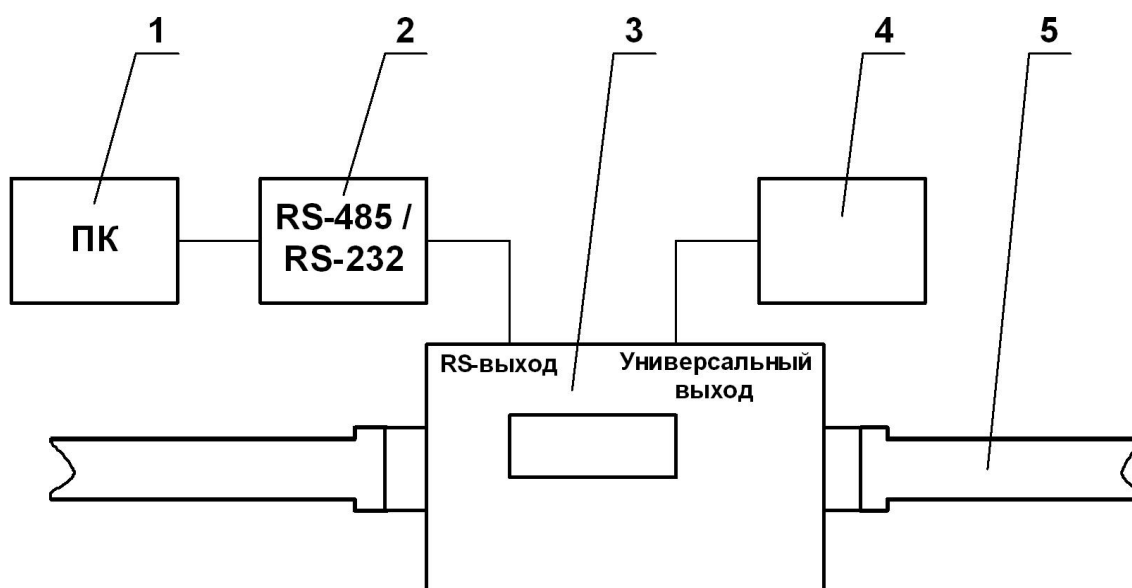 1
2
3
4
5
ПК
RS-485 /
RS-232
RS-выход
Универсальный
выход